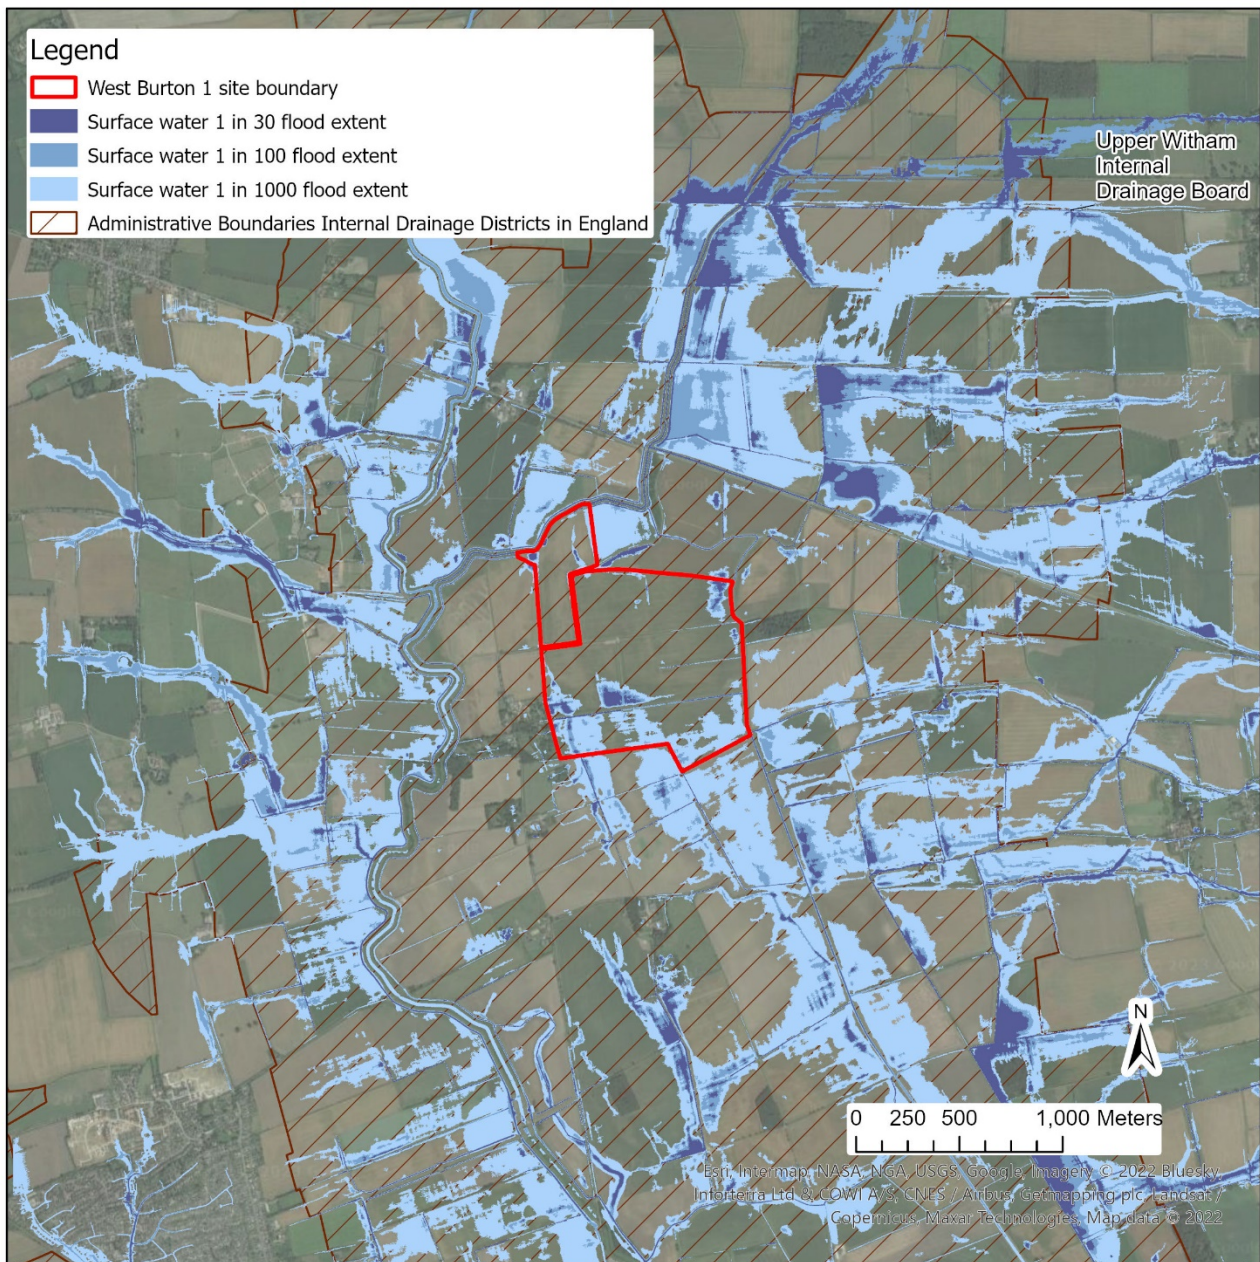 Legend
West Burton 1 site boundary
Surface water 1 in 30 flood extent
Surface water 1 in 100 flood extent
Surface water 1 in 1000 flood extent
Administrative Boundaries Internal Drainage Districts in England
Upper Witham
Internal
Drainage Board
N
0 250 500 1,000 Meters
Esri, Intermap, NASA, NGA, USGS, Google, Imagery © 2022 Bluesky,
Infoterra Ltd & COWI A/S, CNES / Airbus, Getmapping plc, Landsat /
Copernicus, Maxar Technologies, Map data © 2022